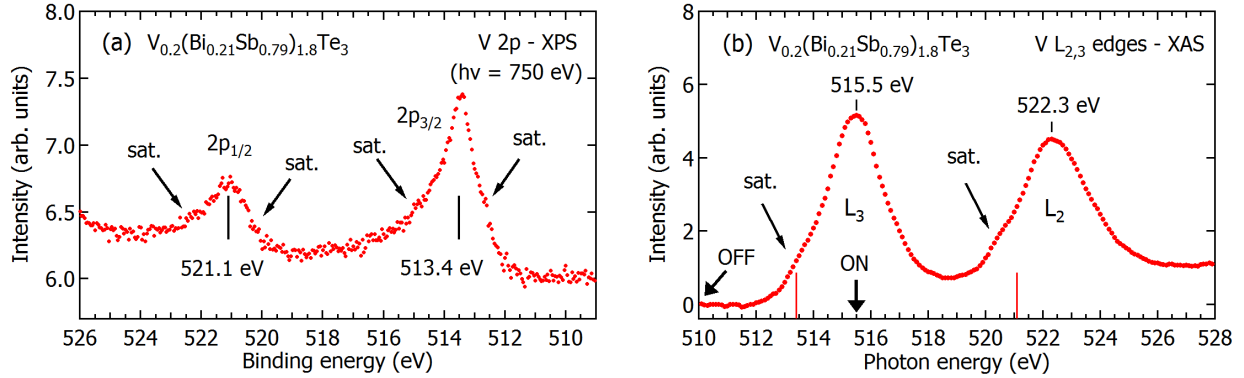 (a) V0.2(Bi0.21Sb0.79)1.8Te3
V 2p - XPS
(hν = 750 eV)
8.0
7.5
7.0
6.5
6.0
Intensity (arb. units)
sat.
2p1/2
sat.
sat.
2p3/2
sat.
521.1 eV
513.4 eV
526 524 522 520 518 516 514 512 510
Binding energy (eV)
(b) V0.2(Bi0.21Sb0.79)1.8Te3
V L2,3 edges - XAS
8
6
4
2
0
Intensity (arb. units)
515.5 eV
522.3 eV
sat.
sat.
L3
L2
OFF
ON
510 512 514 516 518 520 522 524 526 528
Photon energy (eV)